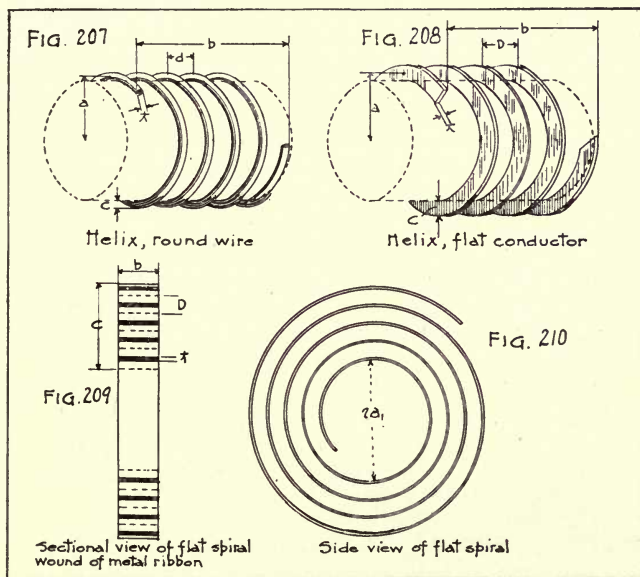 FIG. 207
b
d
a
t
c
Helix, round wire
FIG. 208
b
D
a
t
c
Helix, flat conductor
b
c
D
t
FIG. 209
Sectional view of flat spiral
wound of metal ribbon
FIG. 210
2a₁
Side view of flat spiral